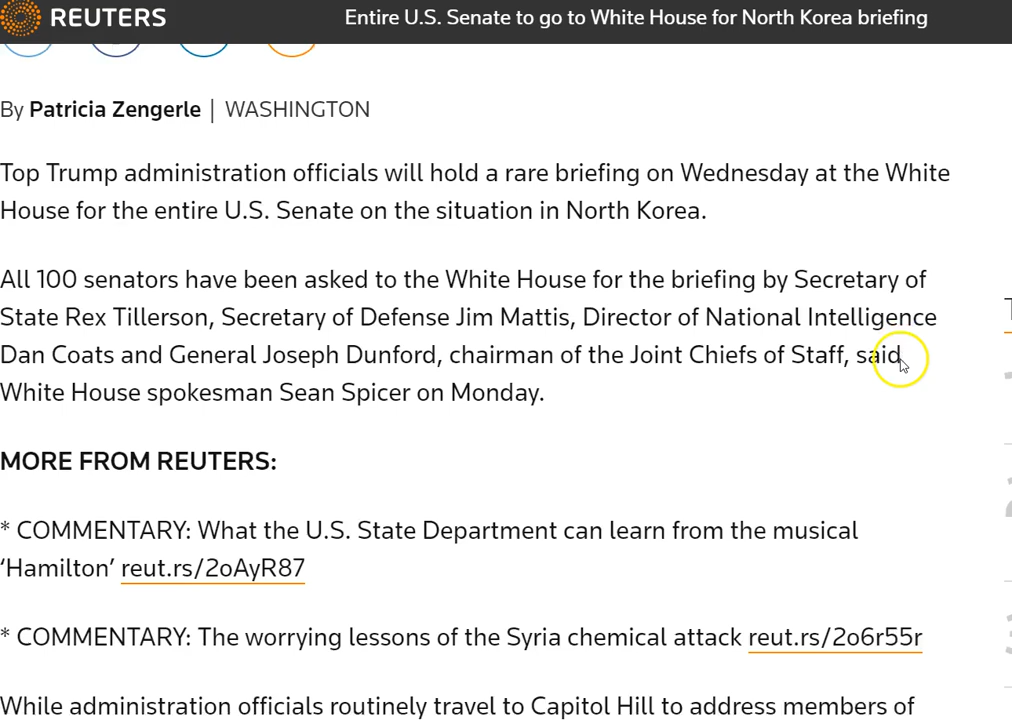 REUTERS
Entire U.S. Senate to go to White House for North Korea briefing
By Patricia Zengerle | WASHINGTON
Top Trump administration officials will hold a rare briefing on Wednesday at the White
House for the entire U.S. Senate on the situation in North Korea.
All 100 senators have been asked to the White House for the briefing by Secretary of
State Rex Tillerson, Secretary of Defense Jim Mattis, Director of National Intelligence
Dan Coats and General Joseph Dunford, chairman of the Joint Chiefs of Staff, said
White House spokesman Sean Spicer on Monday.
MORE FROM REUTERS:
* COMMENTARY: What the U.S. State Department can learn from the musical
‘Hamilton’ reut.rs/2oAyR87
* COMMENTARY: The worrying lessons of the Syria chemical attack reut.rs/2o6r55r
While administration officials routinely travel to Capitol Hill to address members of